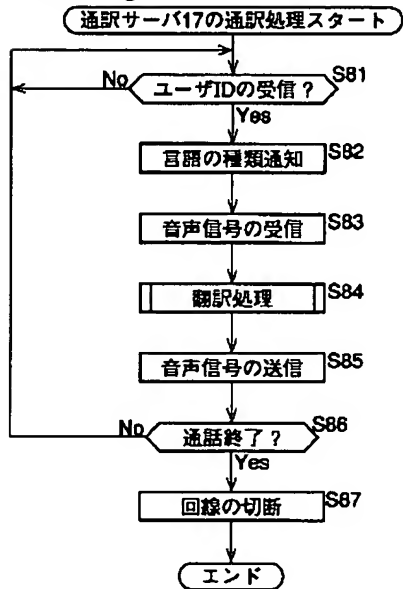 通訳サーバ17の通訳処理スタート
S81
No
ユーザIDの受信?
Yes
S82
言語の種類通知
S83
音声信号の受信
S84
翻訳処理
S85
音声信号の送信
S86
No
通話終了?
Yes
S87
回線の切断
エンド